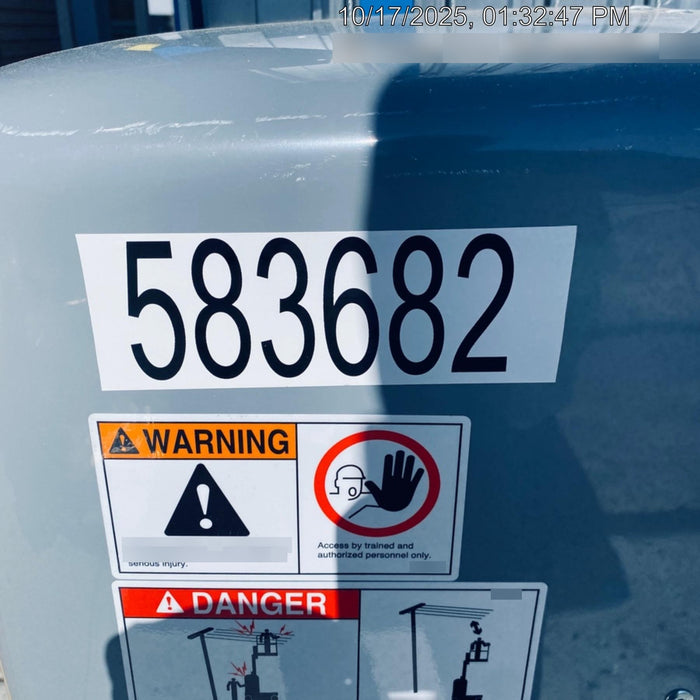 10/17/2025, 01:32:47 PM
583682
WARNING
serious injury.
Access by trained and
authorized personnel only.
DANGER